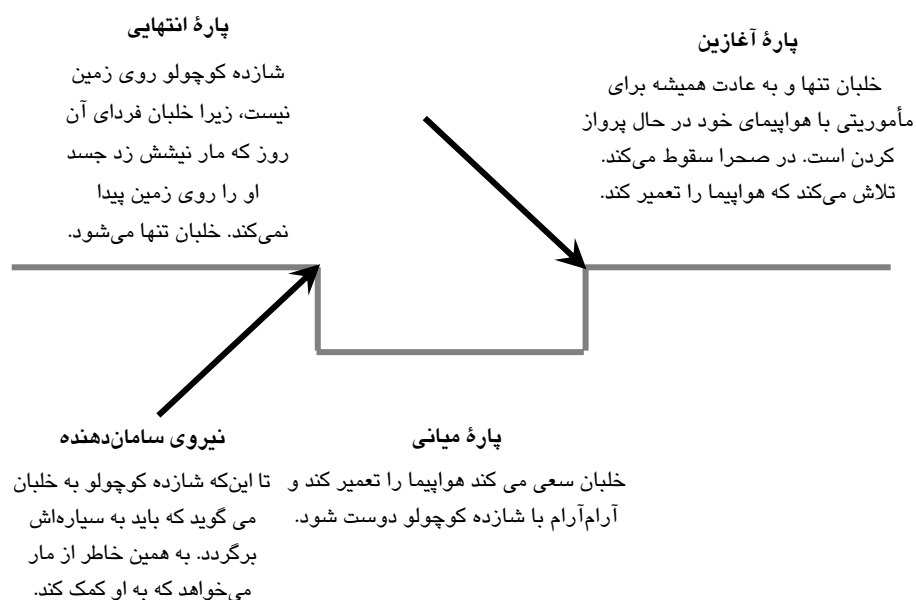 پارهٔ آغازین
خلبان تنها و به عادت همیشه برای
مأموریتی با هواپیمای خود در حال پرواز
کردن است. در صحرا سقوط می‌کند.
تلاش می‌کند که هواپیما را تعمیر کند.
پارهٔ انتهایی
شازده کوچولو روی زمین
نیست، زیرا خلبان فردای آن
روز که مار نیشش زد جسد
او را روی زمین پیدا
نمی‌کند. خلبان تنها می‌شود.
پارهٔ میانی
خلبان سعی می کند هواپیما را تعمیر کند و
آرام‌آرام با شازده کوچولو دوست شود.
نیروی سامان‌دهنده
تا این‌که شازده کوچولو به خلبان
می گوید که باید به سیاره‌اش
برگردد. به همین خاطر از مار
می‌خواهد که به او کمک کند.